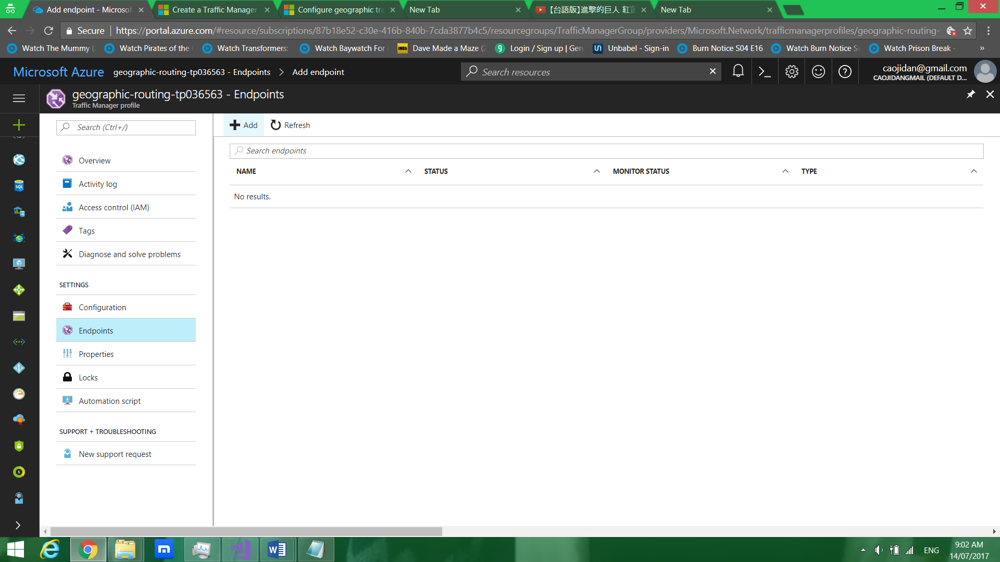 Add endpoint - Microsof
Create a Traffic Manager
Configure geographic tra
New Tab
【台語版】進擊的巨人 紅蓮
New Tab
Secure
https://portal.azure.com/#resource/subscriptions/87b18e52-c30e-416b-840b-7cda3877b4c5/resourcegroups/TrafficManagerGroup/providers/Microsoft.Network/trafficmanagerprofiles/geographic-routing-
Watch The Mummy (
Watch Pirates of the
Watch Transformers:
Watch Baywatch For
IMDb
Dave Made a Maze (2
Login / Sign up | Gen
Unbabel - Sign-in
Burn Notice S04 E16
Watch Burn Notice S
Watch Prison Break -
»
Microsoft Azure
geographic-routing-tp036563 - Endpoints
Add endpoint
Search resources
caojidan@gmail.com
CAOJIDANGMAIL (DEFAULT D...
geographic-routing-tp036563 - Endpoints
Traffic Manager profile
Search (Ctrl+/)
Overview
Activity log
Access control (IAM)
Tags
Diagnose and solve problems
SETTINGS
Configuration
Endpoints
Properties
Locks
Automation script
SUPPORT + TROUBLESHOOTING
New support request
Add
Refresh
Search endpoints
NAME
STATUS
MONITOR STATUS
TYPE
No results.
SQL
ENG
9:02 AM
14/07/2017